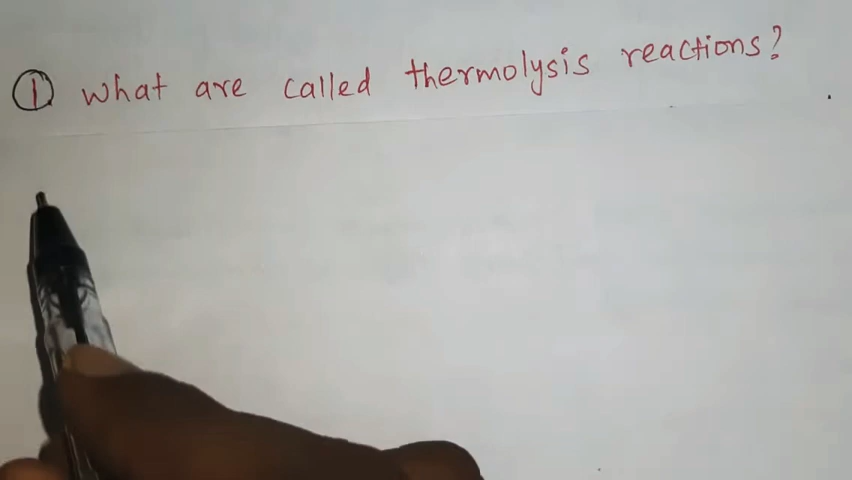 ① What are called thermolysis reactions?